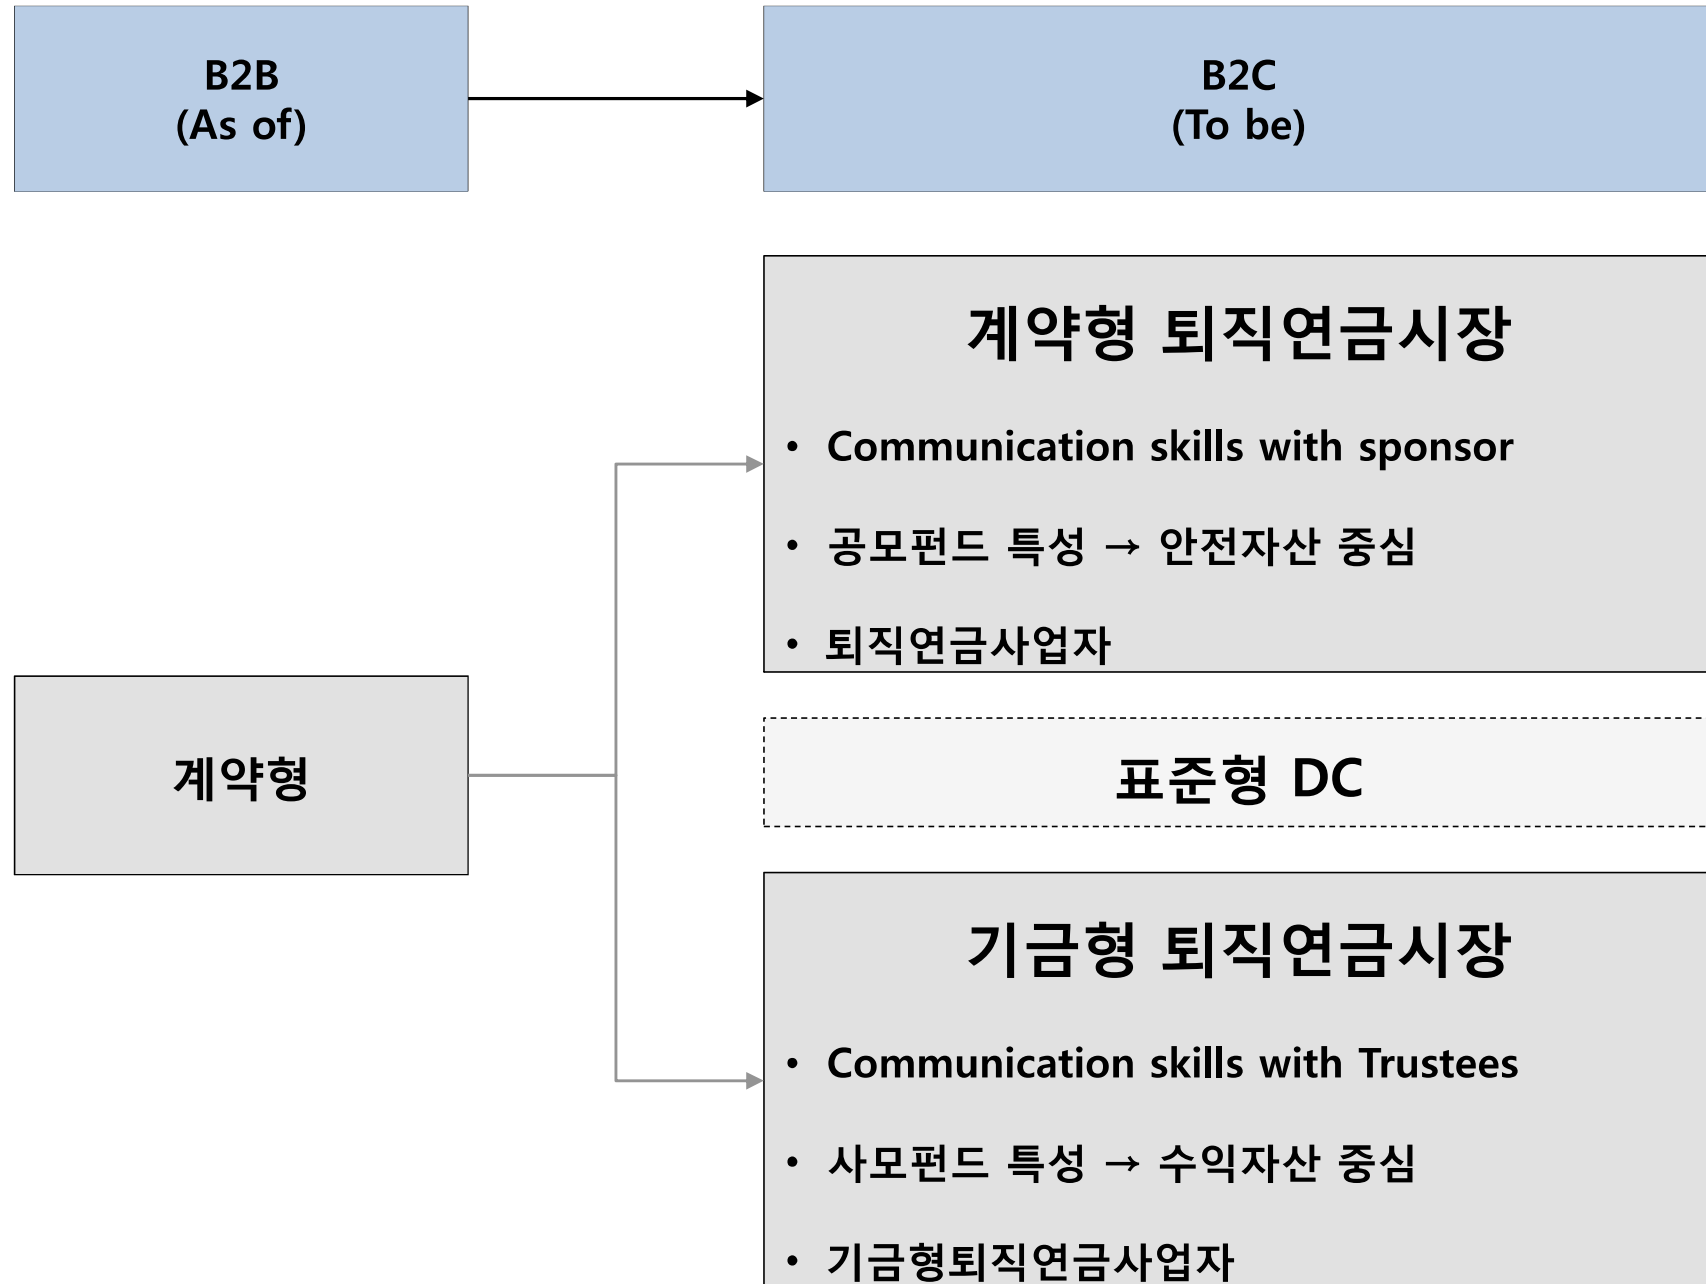 B2B
(As of)
B2C
(To be)
계약형 퇴직연금시장
• Communication skills with sponsor
• 공모펀드 특성 → 안전자산 중심
• 퇴직연금사업자
계약형
표준형 DC
기금형 퇴직연금시장
• Communication skills with Trustees
• 사모펀드 특성 → 수익자산 중심
• 기금형퇴직연금사업자